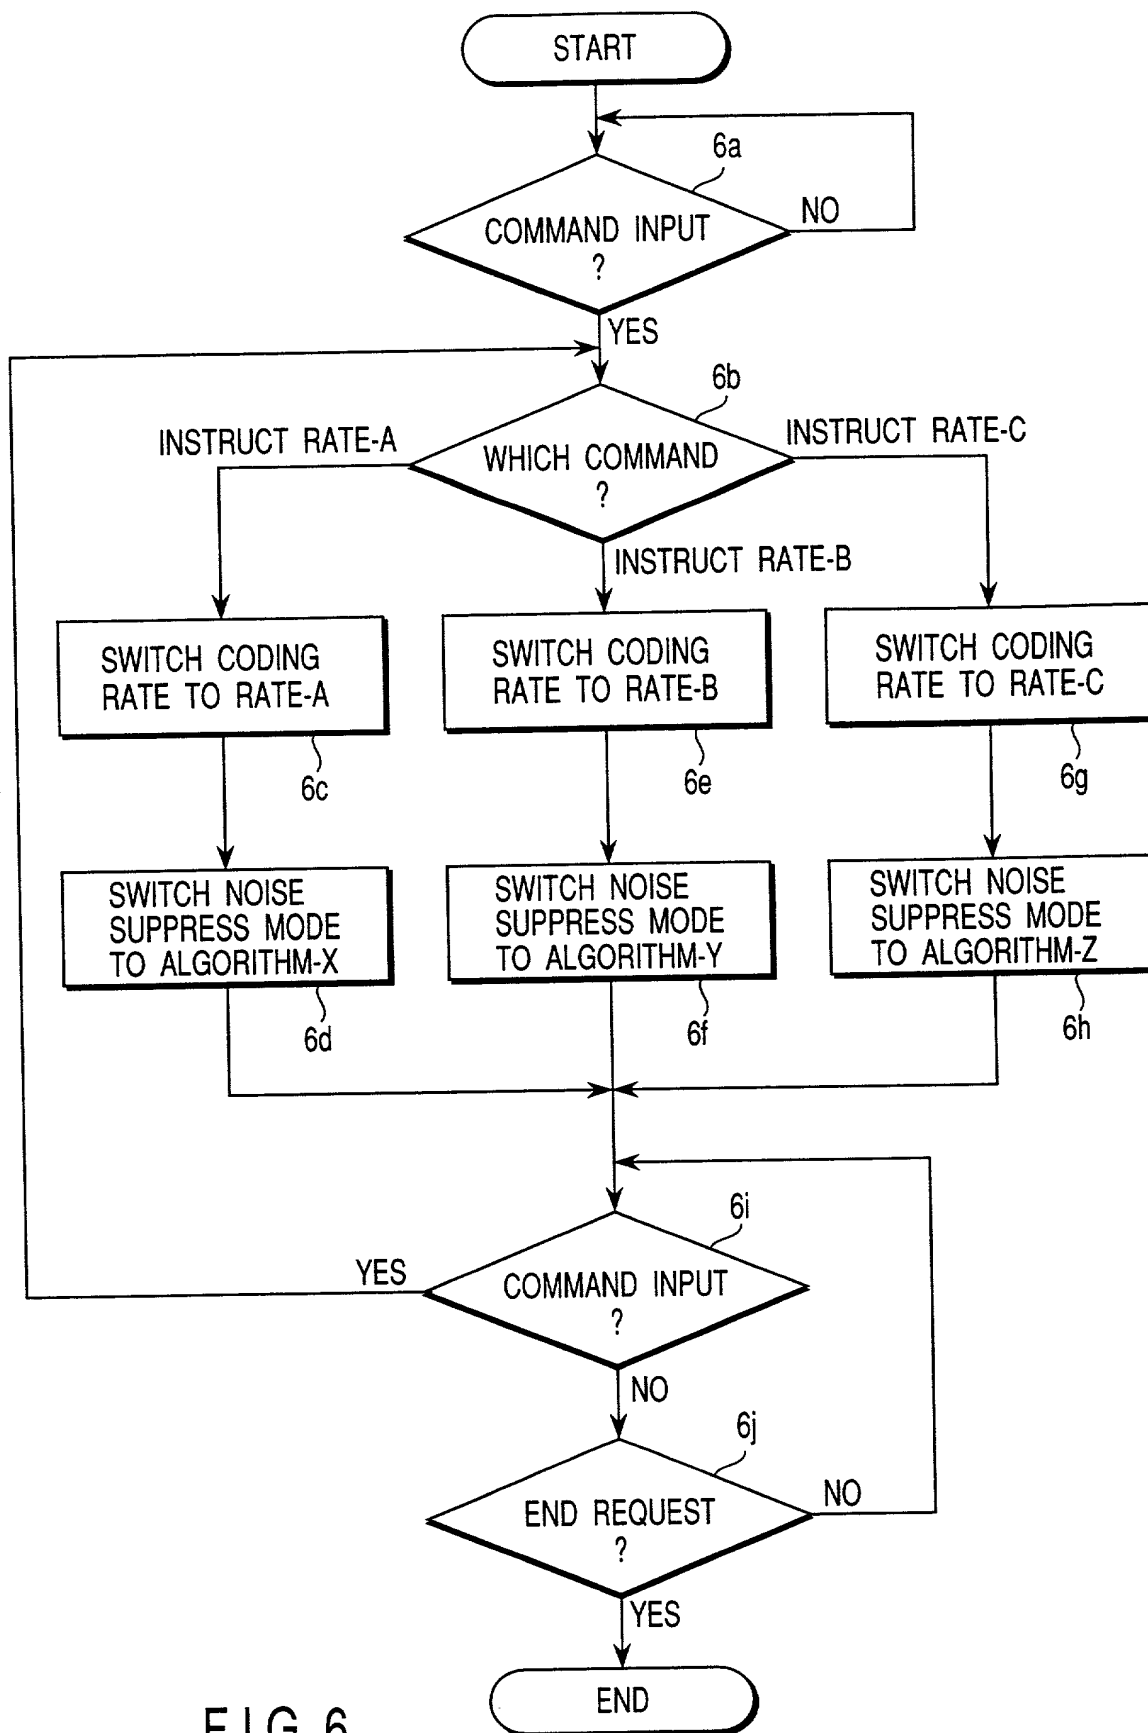 START
6a
COMMAND INPUT
?
NO
YES
6b
INSTRUCT RATE-A
WHICH COMMAND
?
INSTRUCT RATE-C
INSTRUCT RATE-B
SWITCH CODING
RATE TO RATE-A
6c
SWITCH CODING
RATE TO RATE-B
6e
SWITCH CODING
RATE TO RATE-C
6g
SWITCH NOISE
SUPPRESS MODE
TO ALGORITHM-X
6d
SWITCH NOISE
SUPPRESS MODE
TO ALGORITHM-Y
6f
SWITCH NOISE
SUPPRESS MODE
TO ALGORITHM-Z
6h
6i
YES
COMMAND INPUT
?
NO
6j
END REQUEST
?
NO
YES
END
FIG. 6